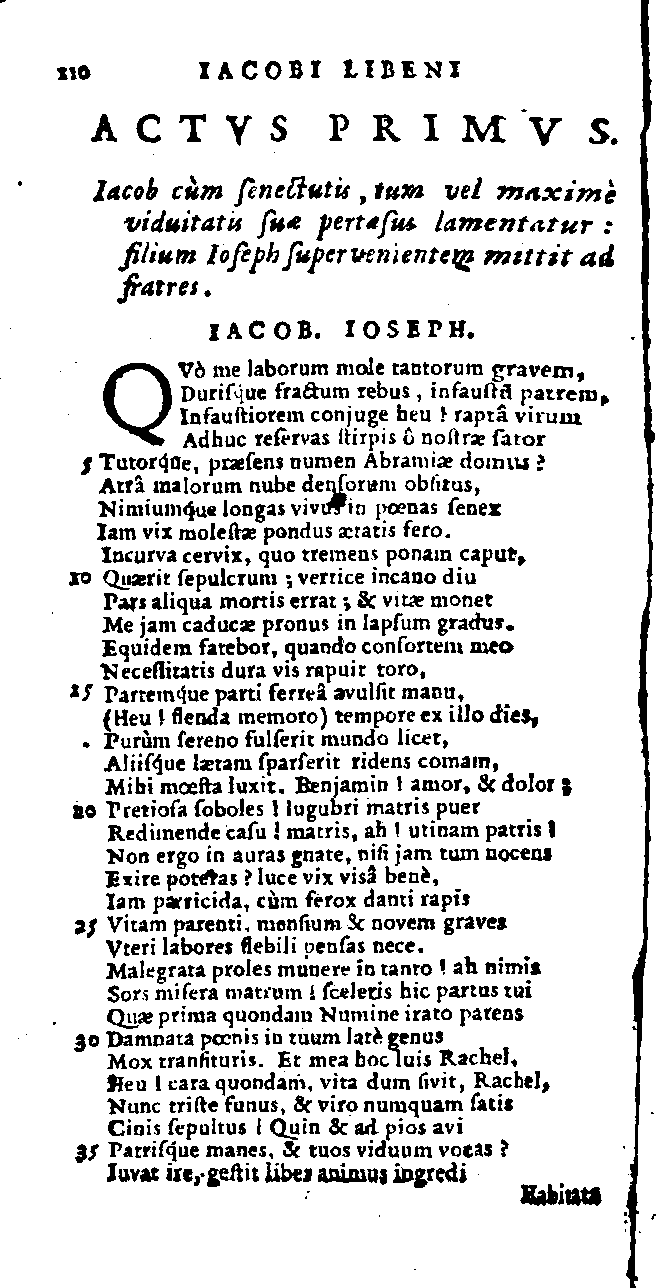 110 IACOBI LIBENI
ACTVS PRIMVS.
Iacob cùm ſenectutis, tum vel maximè
viduitatis ſuæ pertæſus lamentatur :
filium Ioſeph ſupervenientem mittit ad
fratres.
IACOB. IOSEPH.
QVò me laborum mole tantorum gravem,
Duriſque fractum rebus, infauſtũ patrem,
Infauſtiorem conjuge heu ! raptâ virum
Adhuc reſervas ſtirpis ô noſtræ ſator
5 Tutorque, præſens numen Abramiæ domus ?
Atrâ malorum nube denſorum obſitus,
Nimiumque longas vivus in pœnas ſenex
Iam vix moleſtæ pondus ætatis fero.
Incurva cervix, quo tremens ponam caput,
10 Quærit ſepulcrum ; vertice incano diu
Pars aliqua mortis errat ; & vitæ monet
Me jam caducæ pronus in lapſum gradus.
Equidem fatebor, quando conſortem meo
Neceſſitatis dura vis rapuit toro,
15 Partemque parti ferreâ avulſit manu,
(Heu ! flenda memoro) tempore ex illo dies,
Purùm ſereno fulſerit mundo licet,
Aliiſque lætam ſparſerit ridens comam,
Mihi mœſta luxit. Benjamin ! amor, & dolor ;
20 Pretioſa ſoboles ! lugubri matris puer
Redimende caſu ! matris, ah ! utinam patris !
Non ergo in auras gnate, niſi jam tum nocens
Exire poteras ? luce vix viſâ benè,
Iam parricida, cùm ferox danti rapis
25 Vitam parenti, menſium & novem graves
Vteri labores flebili penſas nece.
Malegrata proles munere in tanto ! ah nimis
Sors miſera matrum ! ſceleris hic partus tui
Quæ prima quondam Numine irato parens
30 Damnata pœnis in tuum latè genus
Mox tranſituris. Et mea hoc luis Rachel,
Heu ! cara quondam, vita dum ſivit, Rachel,
Nunc triſte funus, & viro numquam ſatis
Cinis ſepultus ! Quin & ad pios avi
35 Patriſque manes, & tuos viduum vocas ?
Iuvat ire, geſtit liber animus ingredi
Habitata